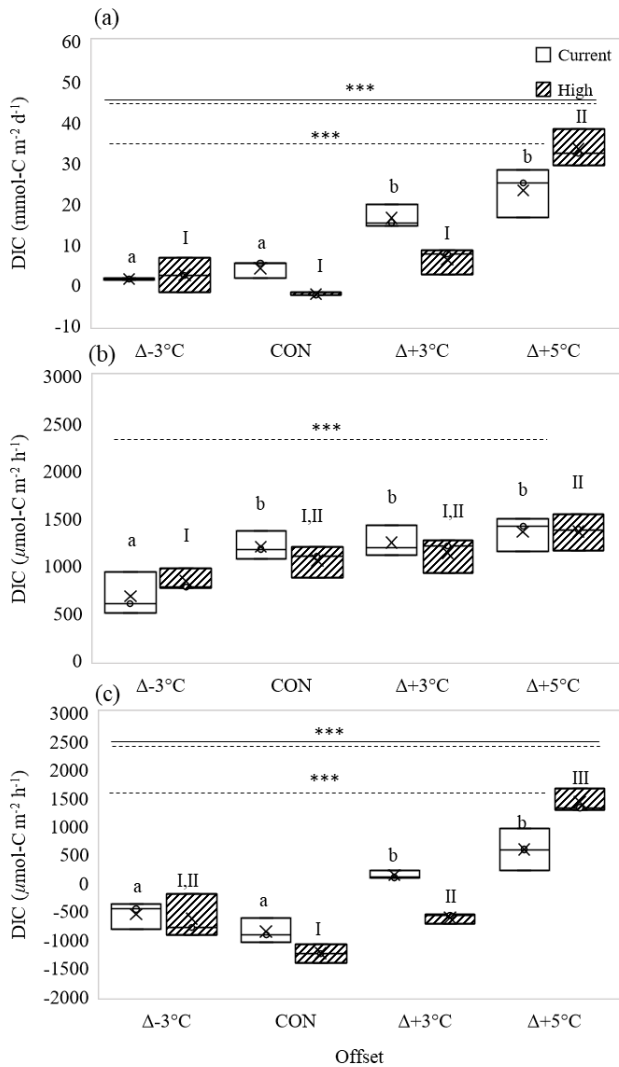 (a)
60
50
40
30
20
10
0
-10
DIC (mmol-C m-2 d-1)
Current
High
***
***
a
I
a
I
b
I
b
II
Δ-3°C CON Δ+3°C Δ+5°C
(b)
3000
2500
2000
1500
1000
500
0
DIC (µmol-C m-2 h-1)
***
a
I
b
I,II
b
I,II
b
II
Δ-3°C CON Δ+3°C Δ+5°C
(c)
3000
2500
2000
1500
1000
500
0
-500
-1000
-1500
-2000
DIC (µmol-C m-2 h-1)
***
***
a
I,II
a
I
b
II
b
III
Δ-3°C CON Δ+3°C Δ+5°C
Offset